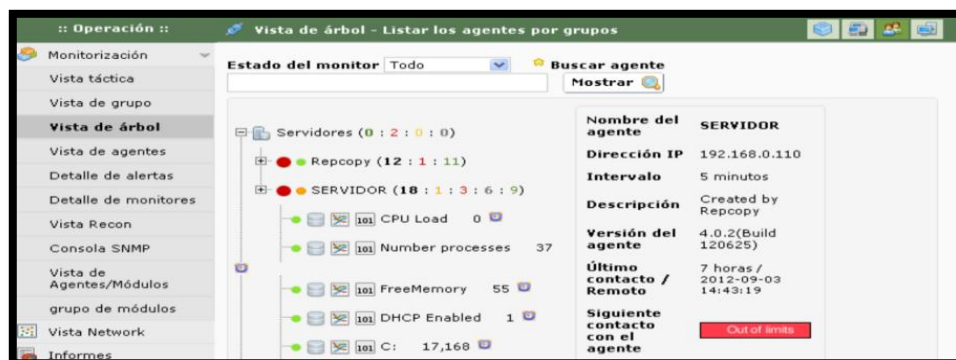 :: Operación ::
Monitorización
Vista táctica
Vista de grupo
Vista de árbol
Vista de agentes
Detalle de alertas
Detalle de monitores
Vista Recon
Consola SNMP
Vista de
Agentes/Módulos
grupo de módulos
Vista Network
Informes
Vista de árbol - Listar los agentes por grupos
Estado del monitor Todo Buscar agente
Mostrar
Servidores (0 : 2 : 0 : 0)
Repcopy (12 : 1 : 11)
SERVIDOR (18 : 1 : 3 : 6 : 9)
101 CPU Load 0
101 Number processes 37
101 FreeMemory 55
101 DHCP Enabled 1
101 C: 17,168
Nombre del
agente SERVIDOR
Dirección IP 192.168.0.110
Intervalo 5 minutos
Descripción Created by
Repcopy
Versión del
agente 4.0.2(Build
120625)
Último
contacto /
Remoto 7 horas /
2012-09-03
14:43:19
Siguiente
contacto
con el
agente Out of limits